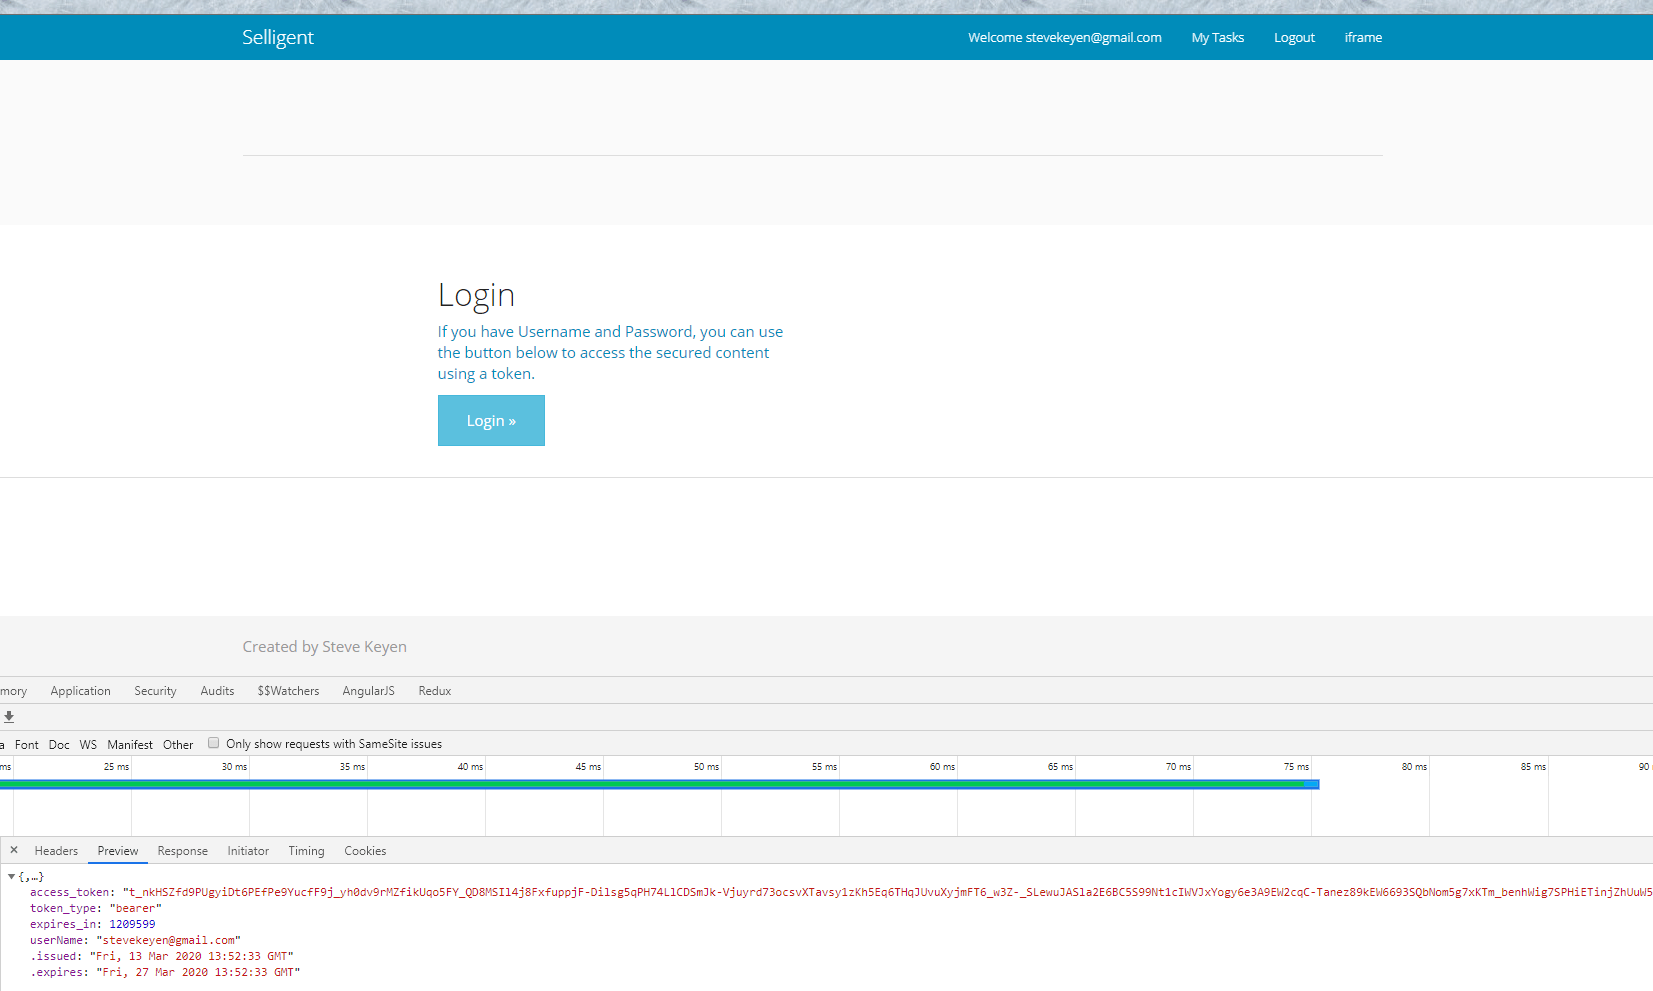 Selligent Welcome stevekeyen@gmail.com My Tasks Logout iframe
Login
If you have Username and Password, you can use
the button below to access the secured content
using a token.
Login »
Created by Steve Keyen
mory Application Security Audits $$Watchers AngularJS Redux
a Font Doc WS Manifest Other Only show requests with SameSite issues
ms 25 ms 30 ms 35 ms 40 ms 45 ms 50 ms 55 ms 60 ms 65 ms 70 ms 75 ms 80 ms 85 ms 90
× Headers Preview Response Initiator Timing Cookies
{,…}
access_token:
token_type: "bearer"
expires_in: 1209599
userName: "stevekeyen@gmail.com"
.issued: "Fri, 13 Mar 2020 13:52:33 GMT"
.expires: "Fri, 27 Mar 2020 13:52:33 GMT"